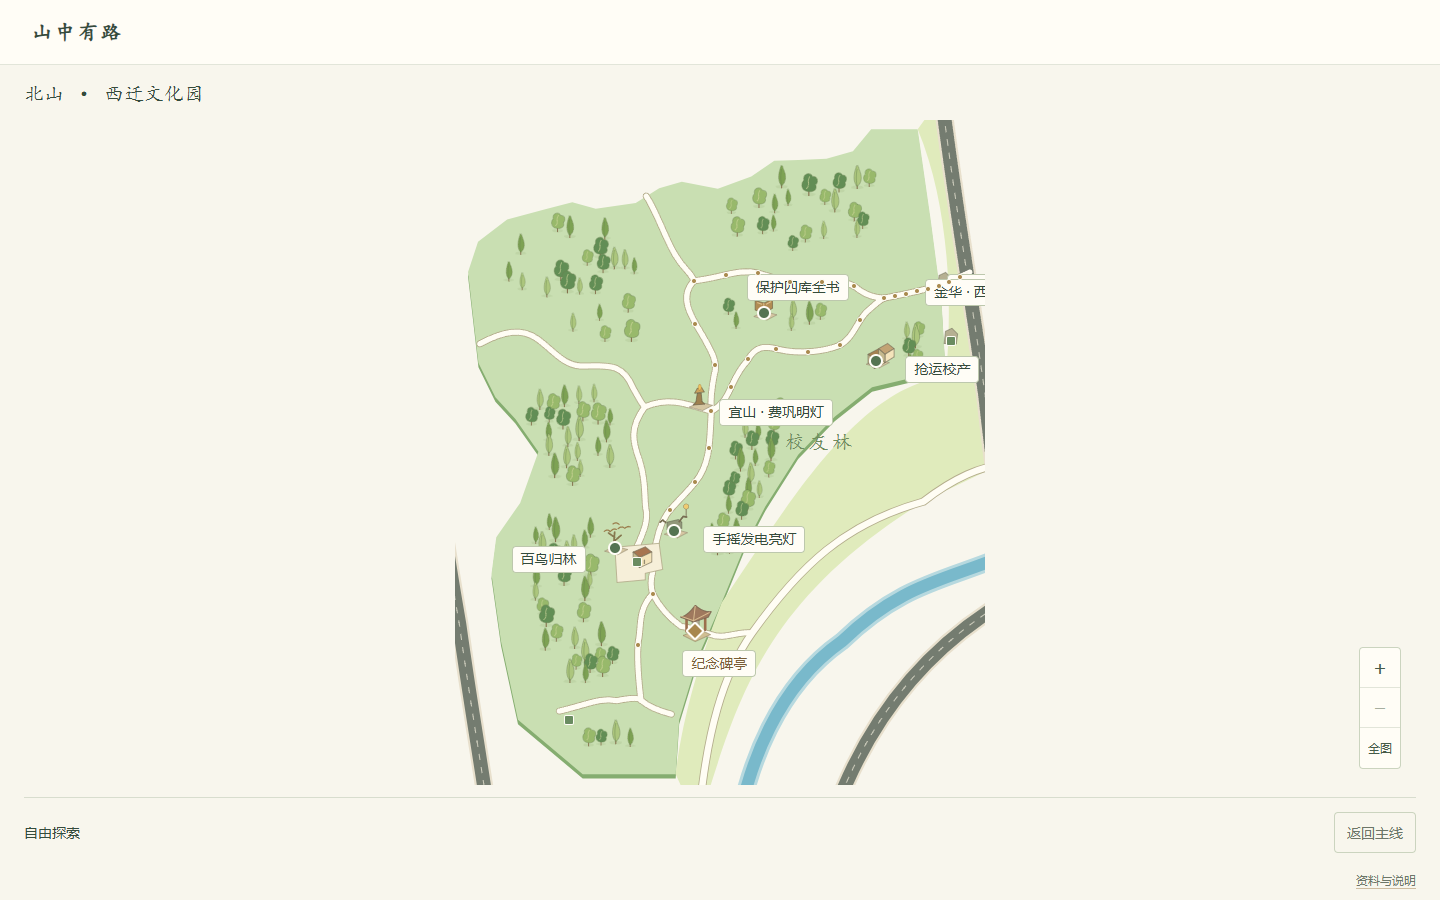 山中有路
北山 • 西迁文化园
保护四库全书
金华 · 西
抢运校产
宜山 · 费巩明灯
校友林
手摇发电亮灯
百鸟归林
纪念碑亭
+
−
全图
自由探索
返回主线
资料与说明